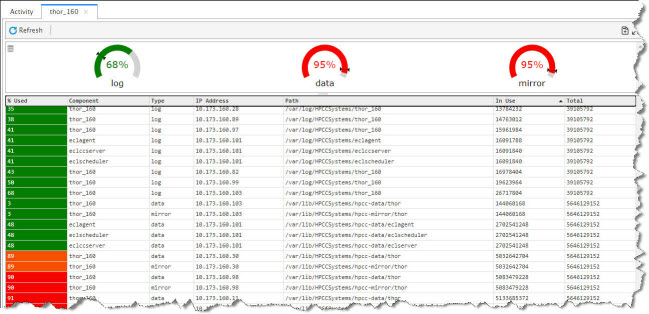 Activity thor_160 ×
Refresh
68% 95% 95%
log data mirror
% Used Component Type IP Address Path In Use Total
35 thor_160 log 10.173.160.28 /var/log/HPCCSystems/thor_160 13784232 39105792
38 thor_160 log 10.173.160.89 /var/log/HPCCSystems/thor_160 14763012 39105792
41 thor_160 log 10.173.160.97 /var/log/HPCCSystems/thor_160 15961984 39105792
41 eclagent log 10.173.160.101 /var/log/HPCCSystems/eclagent 16091788 39105792
41 eclccserver log 10.173.160.101 /var/log/HPCCSystems/eclccserver 16091840 39105792
41 eclscheduler log 10.173.160.101 /var/log/HPCCSystems/eclscheduler 16091840 39105792
43 thor_160 log 10.173.160.82 /var/log/HPCCSystems/thor_160 16978404 39105792
50 thor_160 log 10.173.160.99 /var/log/HPCCSystems/thor_160 19623964 39105792
68 thor_160 log 10.173.160.103 /var/log/HPCCSystems/thor_160 26717804 39105792
3 thor_160 data 10.173.160.103 /var/lib/HPCCSystems/hpcc-data/thor 144060168 5646129152
3 thor_160 mirror 10.173.160.103 /var/lib/HPCCSystems/hpcc-mirror/thor 144060168 5646129152
48 eclagent data 10.173.160.101 /var/lib/HPCCSystems/hpcc-data/eclagent 2702541248 5646129152
48 eclscheduler data 10.173.160.101 /var/lib/HPCCSystems/hpcc-data/eclscheduler 2702541248 5646129152
48 eclccserver data 10.173.160.101 /var/lib/HPCCSystems/hpcc-data/eclserver 2702541248 5646129152
89 thor_160 data 10.173.160.30 /var/lib/HPCCSystems/hpcc-data/thor 5032642704 5646129152
89 thor_160 mirror 10.173.160.30 /var/lib/HPCCSystems/hpcc-mirror/thor 5032642704 5646129152
90 thor_160 data 10.173.160.98 /var/lib/HPCCSystems/hpcc-data/thor 5083479228 5646129152
90 thor_160 mirror 10.173.160.98 /var/lib/HPCCSystems/hpcc-mirror/thor 5083479228 5646129152
91 thor_160 data 10.173.160.11 /var/lib/HPCCSystems/hpcc-data/thor 5133685372 5646129152